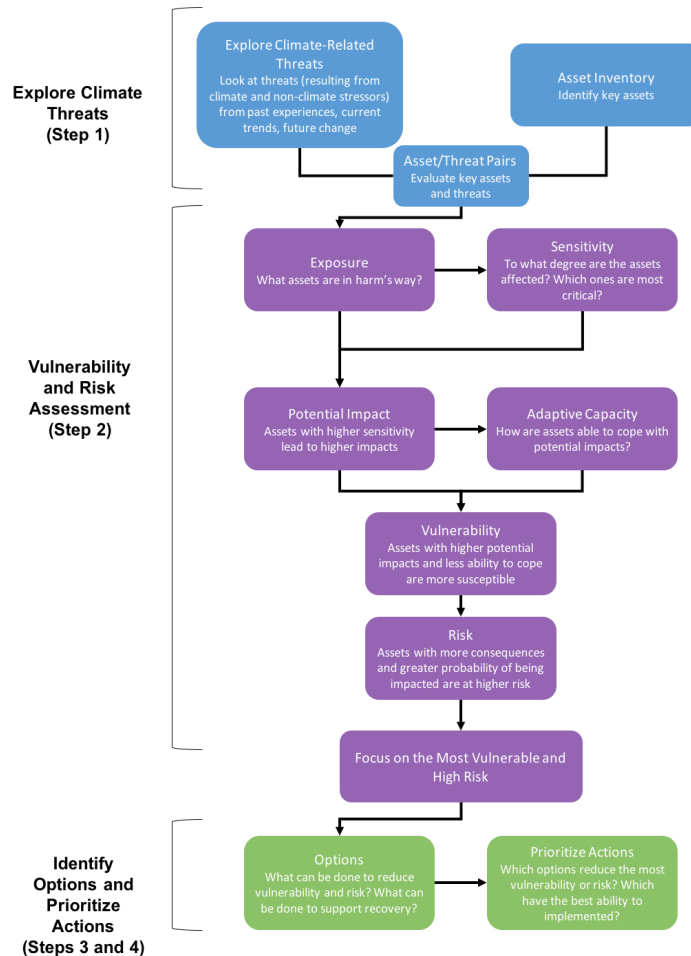 Explore Climate
Threats
(Step 1)
Explore Climate-Related
Threats
Look at threats (resulting from
climate and non-climate stressors)
from past experiences, current
trends, future change
Asset Inventory
Identify key assets
Asset/Threat Pairs
Evaluate key assets
and threats
Vulnerability
and Risk
Assessment
(Step 2)
Exposure
What assets are in harm's way?
Sensitivity
To what degree are the assets
affected? Which ones are most
critical?
Potential Impact
Assets with higher sensitivity
lead to higher impacts
Adaptive Capacity
How are assets able to cope with
potential impacts?
Vulnerability
Assets with higher potential
impacts and less ability to cope
are more susceptible
Risk
Assets with more consequences
and greater probability of being
impacted are at higher risk
Focus on the Most Vulnerable and
High Risk
Identify
Options and
Prioritize
Actions
(Steps 3 and 4)
Options
What can be done to reduce
vulnerability and risk? What can
be done to support recovery?
Prioritize Actions
Which options reduce the most
vulnerability or risk? Which
have the best ability to
implemented?